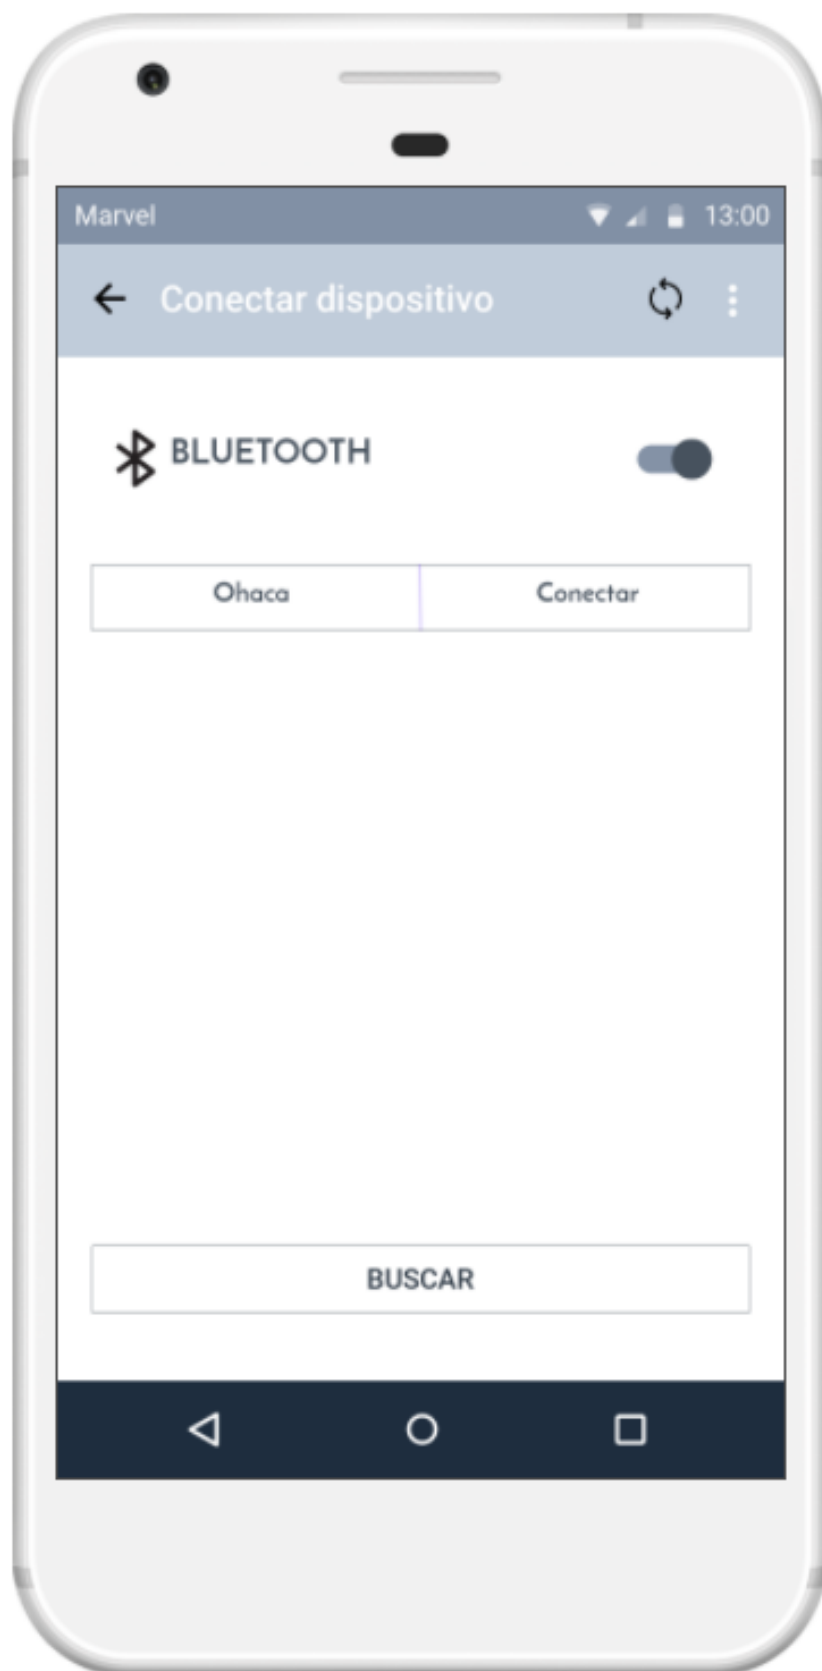 Marvel 13:00
Conectar dispositivo
BLUETOOTH
Ohaca Conectar
BUSCAR